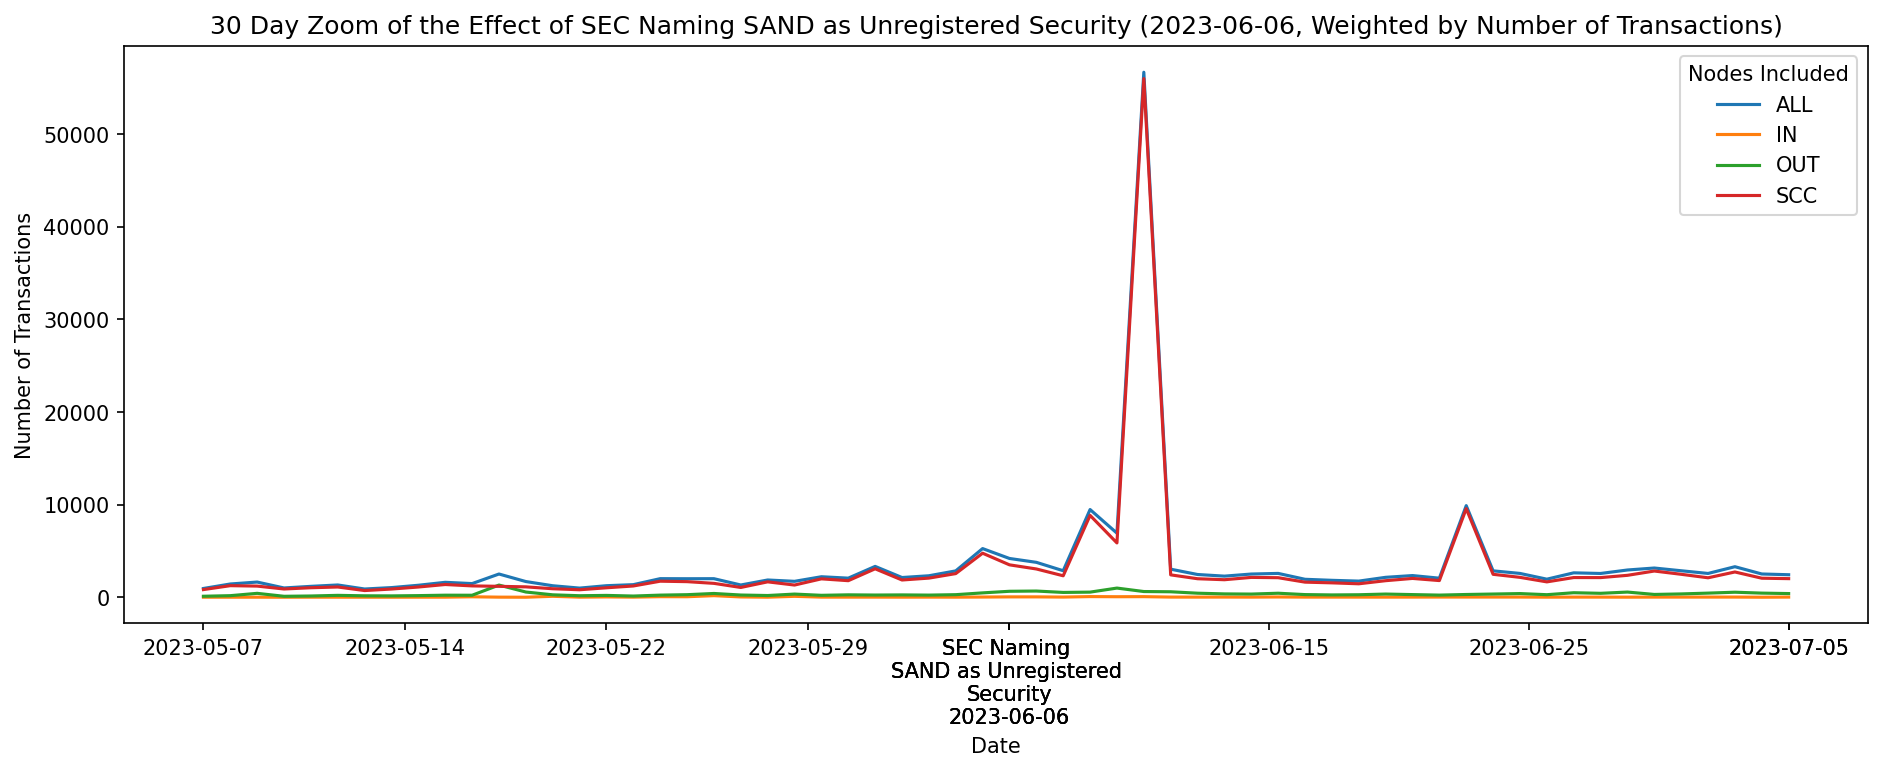 30 Day Zoom of the Effect of SEC Naming SAND as Unregistered Security (2023-06-06, Weighted by Number of Transactions)
Nodes Included
ALL
IN
OUT
SCC
Number of Transactions
50000
40000
30000
20000
10000
0
2023-05-07
2023-05-14
2023-05-22
2023-05-29
SEC Naming
SAND as Unregistered
Security
2023-06-06
2023-06-15
2023-06-25
2023-07-05
Date